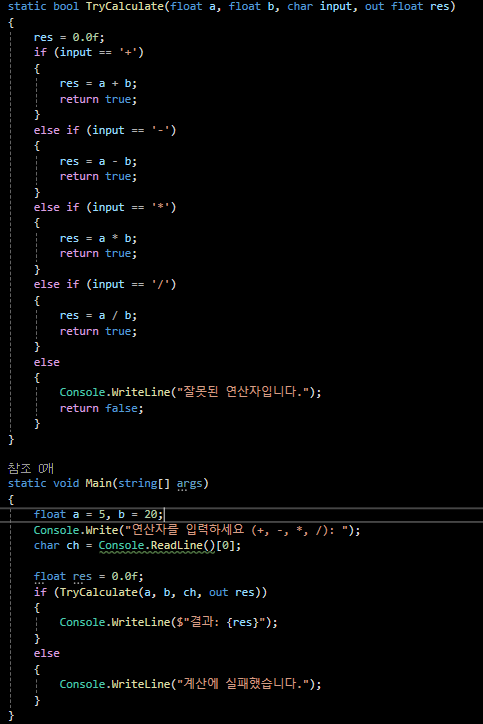 static bool TryCalculate(float a, float b, char input, out float res)
{
res = 0.0f;
if (input == '+')
{
res = a + b;
return true;
}
else if (input == '-')
{
res = a - b;
return true;
}
else if (input == '*')
{
res = a * b;
return true;
}
else if (input == '/')
{
res = a / b;
return true;
}
else
{
Console.WriteLine("잘못된 연산자입니다.");
return false;
}
}
참조 0개
static void Main(string[] args)
{
float a = 5, b = 20;
Console.Write("연산자를 입력하세요 (+, -, *, /): ");
char ch = Console.ReadLine()[0];
float res = 0.0f;
if (TryCalculate(a, b, ch, out res))
{
Console.WriteLine($"결과: {res}");
}
else
{
Console.WriteLine("계산에 실패했습니다.");
}
}